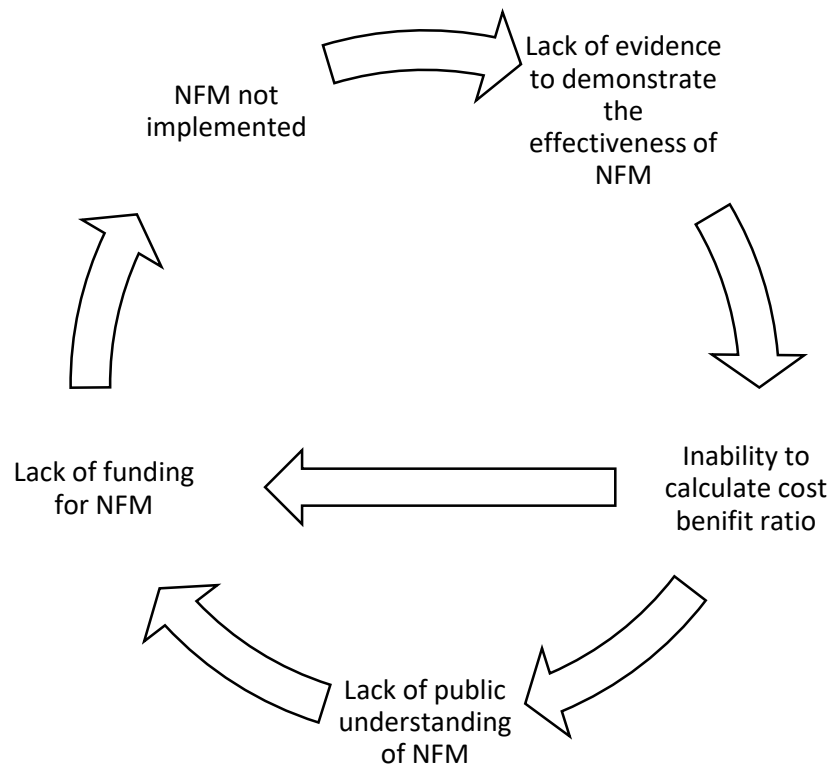 NFM not
implemented
Lack of evidence
to demonstrate
the
effectiveness of
NFM
Inability to
calculate cost
benifit ratio
Lack of public
understanding
of NFM
Lack of funding
for NFM